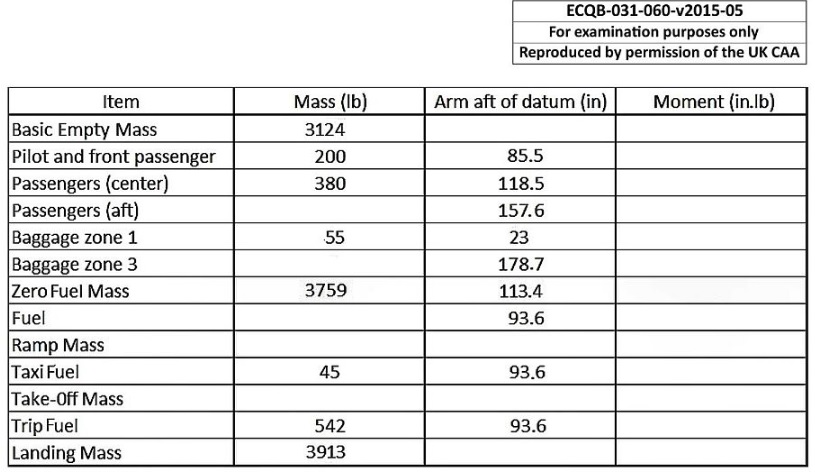 ECQB-031-060-v2015-05
For examination purposes only
Reproduced by permission of the UK CAA
Item Mass (lb) Arm aft of datum (in) Moment (in.lb)
Basic Empty Mass 3124
Pilot and front passenger 200 85.5
Passengers (center) 380 118.5
Passengers (aft) 157.6
Baggage zone 1 55 23
Baggage zone 3 178.7
Zero Fuel Mass 3759 113.4
Fuel 93.6
Ramp Mass
Taxi Fuel 45 93.6
Take-Off Mass
Trip Fuel 542 93.6
Landing Mass 3913